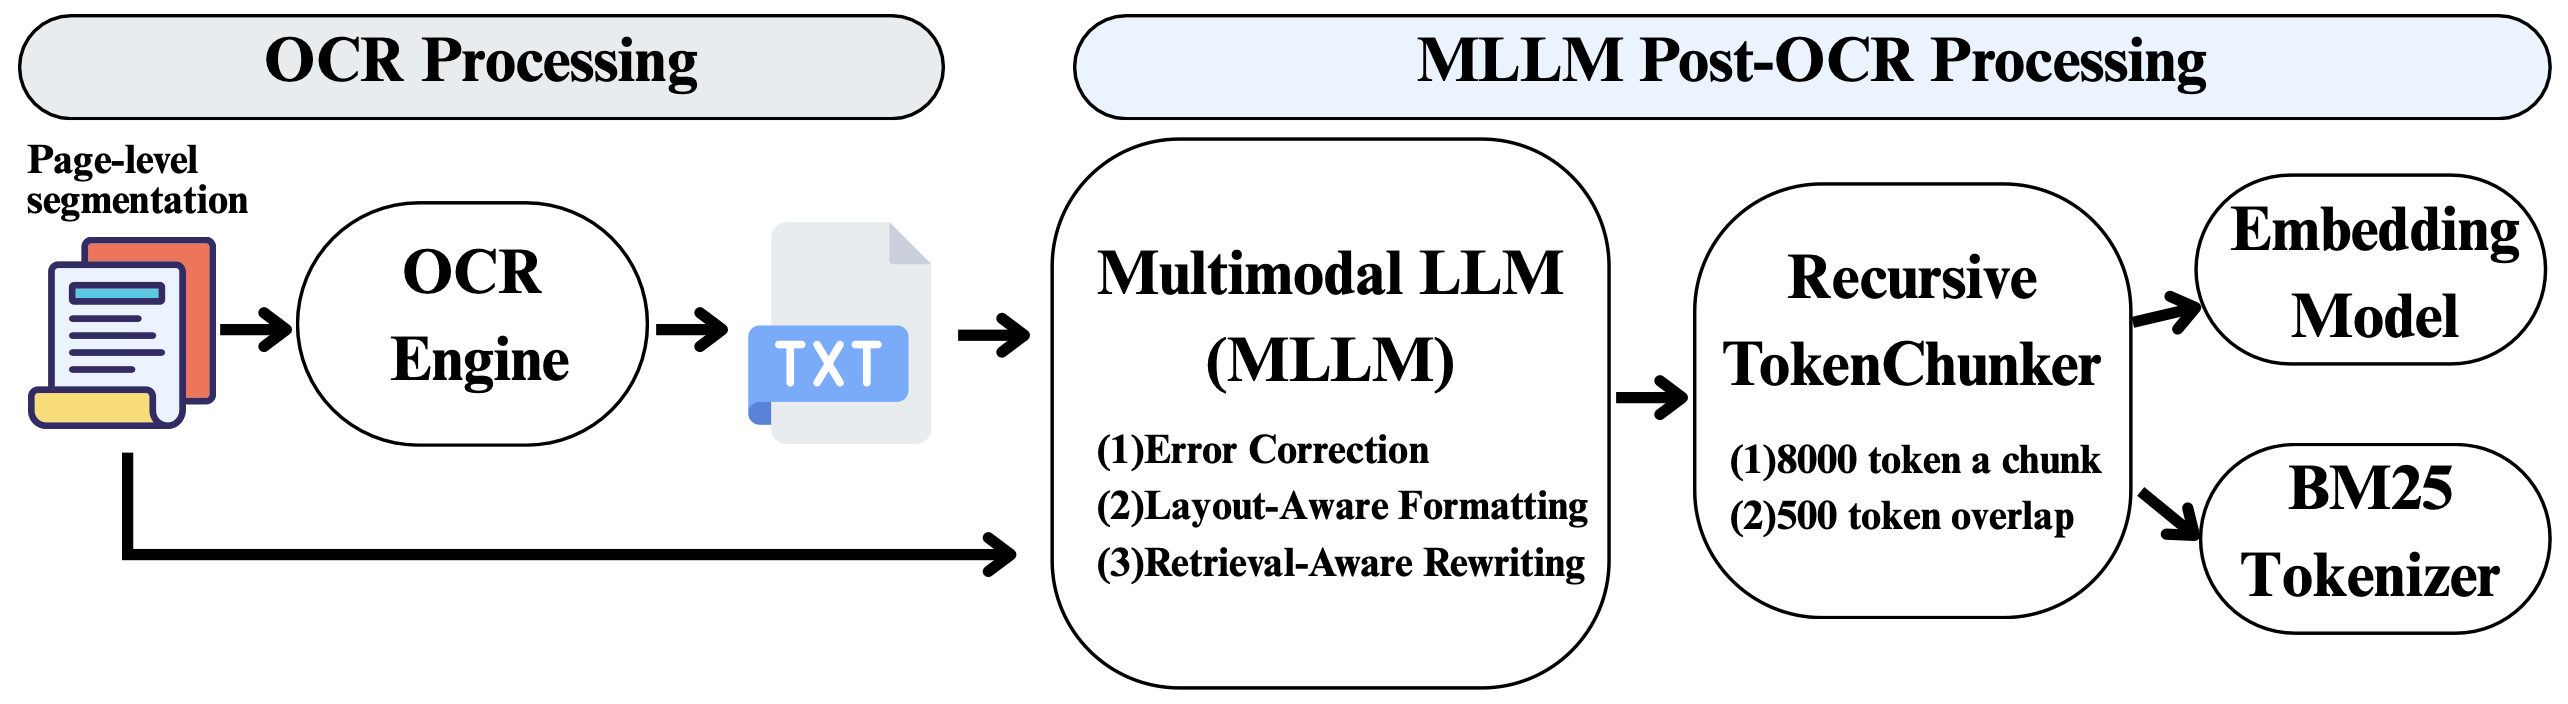 OCR Processing
MLLM Post-OCR Processing
Page-level
segmentation
OCR
Engine
TXT
Multimodal LLM
(MLLM)
(1)Error Correction
(2)Layout-Aware Formatting
(3)Retrieval-Aware Rewriting
Recursive
TokenChunker
(1)8000 token a chunk
(2)500 token overlap
Embedding
Model
BM25
Tokenizer